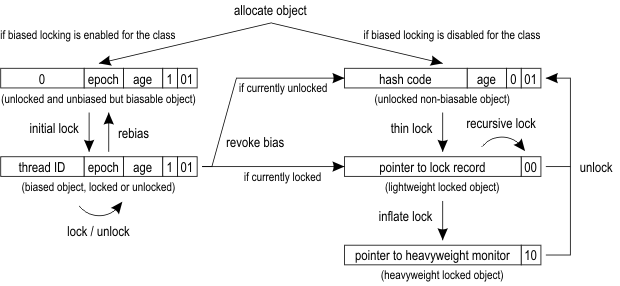 allocate object
if biased locking is enabled for the class
if biased locking is disabled for the class
0 epoch age 1 01
(unlocked and unbiased but biasable object)
if currently unlocked
hash code age 0 01
(unlocked non-biasable object)
initial lock
rebias
revoke bias
thin lock
recursive lock
thread ID epoch age 1 01
(biased object, locked or unlocked)
lock / unlock
if currently locked
pointer to lock record 00
(lightweight locked object)
unlock
inflate lock
pointer to heavyweight monitor 10
(heavyweight locked object)